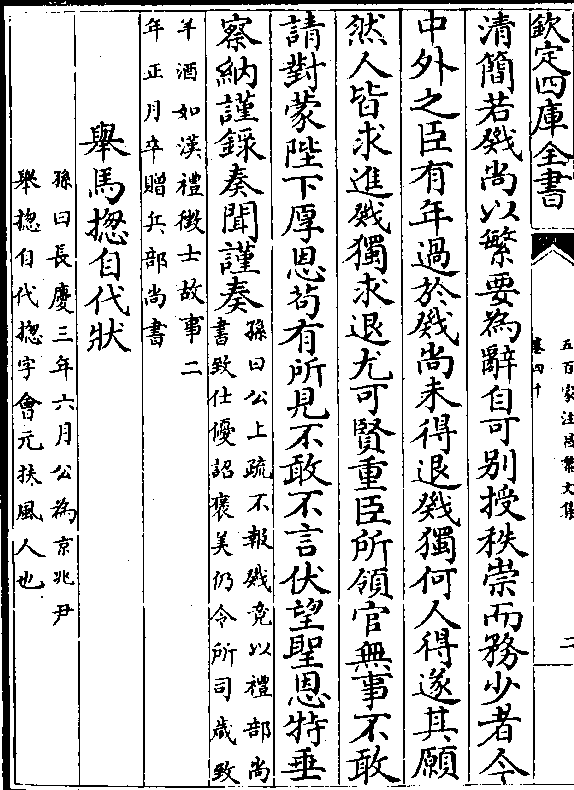 欽定四庫全書
五百家注昌黎文集
卷四十
二
清簡若戣尚以繁要為辭自可别授秩崇而務少者今
中外之臣有年過於戣尚未得退戣獨何人得遂其願
然人皆求進戣獨求退尤可賢重臣所領官無事不敢
請對蒙陛下厚恩茍有所見不敢不言伏望聖恩特垂
察納謹録奏聞謹奏
孫曰公上疏不報戣竟以禮部尚
書致仕優詔褒美仍令所司歲致
羊酒如漢禮徵士故事二
年正月卒贈兵部尚書
舉馬摠自代狀
孫曰長慶三年六月公為京兆尹
舉摠自代摠字會元扶風人也